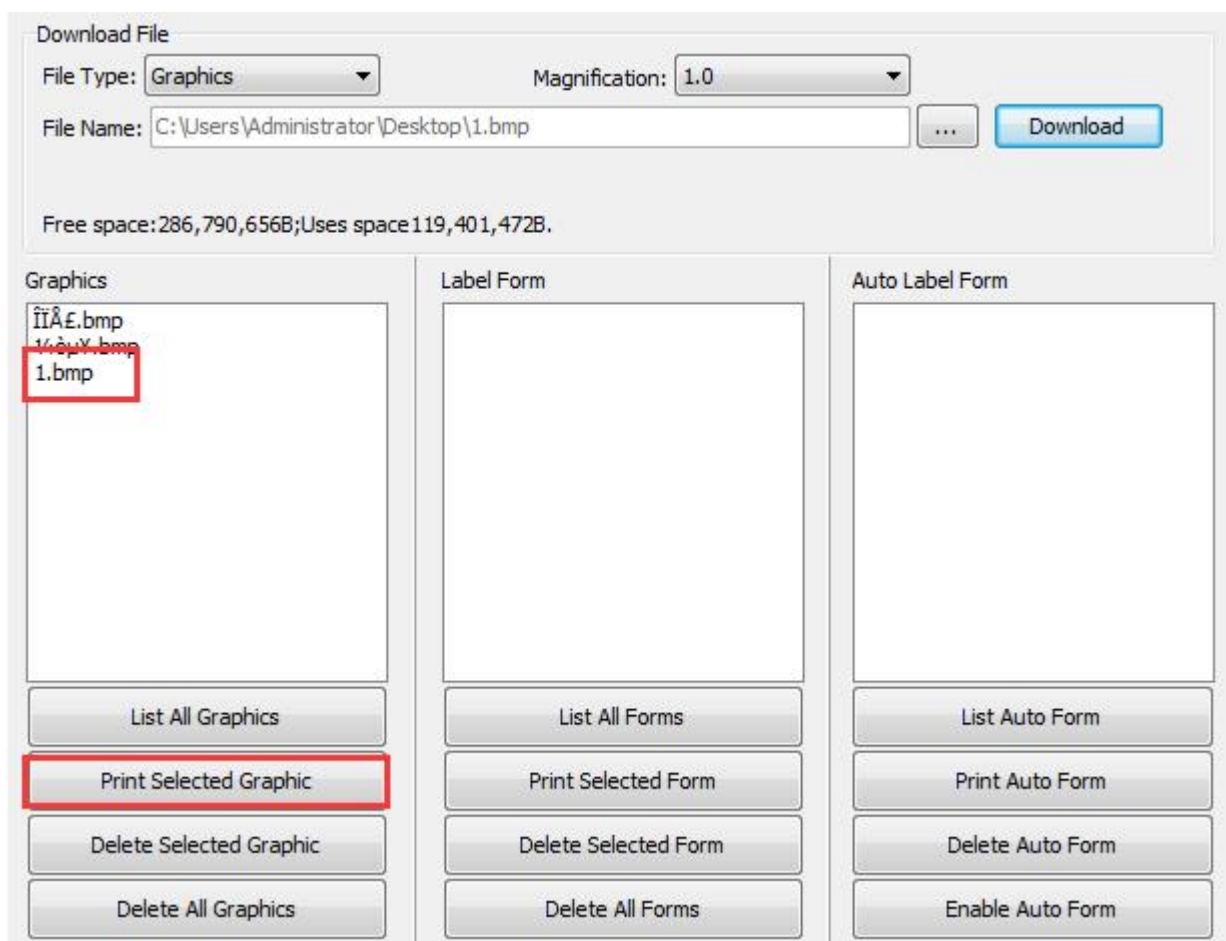 Download File
File Type: Graphics Magnification: 1.0
File Name: C:\Users\Administrator\Desktop\1.bmp ... Download
Free space:286,790,656B;Uses space119,401,472B.
Graphics Label Form Auto Label Form
ÎÏÅ£.bmp
¼òµ¥.bmp
1.bmp
List All Graphics List All Forms List Auto Form
Print Selected Graphic Print Selected Form Print Auto Form
Delete Selected Graphic Delete Selected Form Delete Auto Form
Delete All Graphics Delete All Forms Enable Auto Form